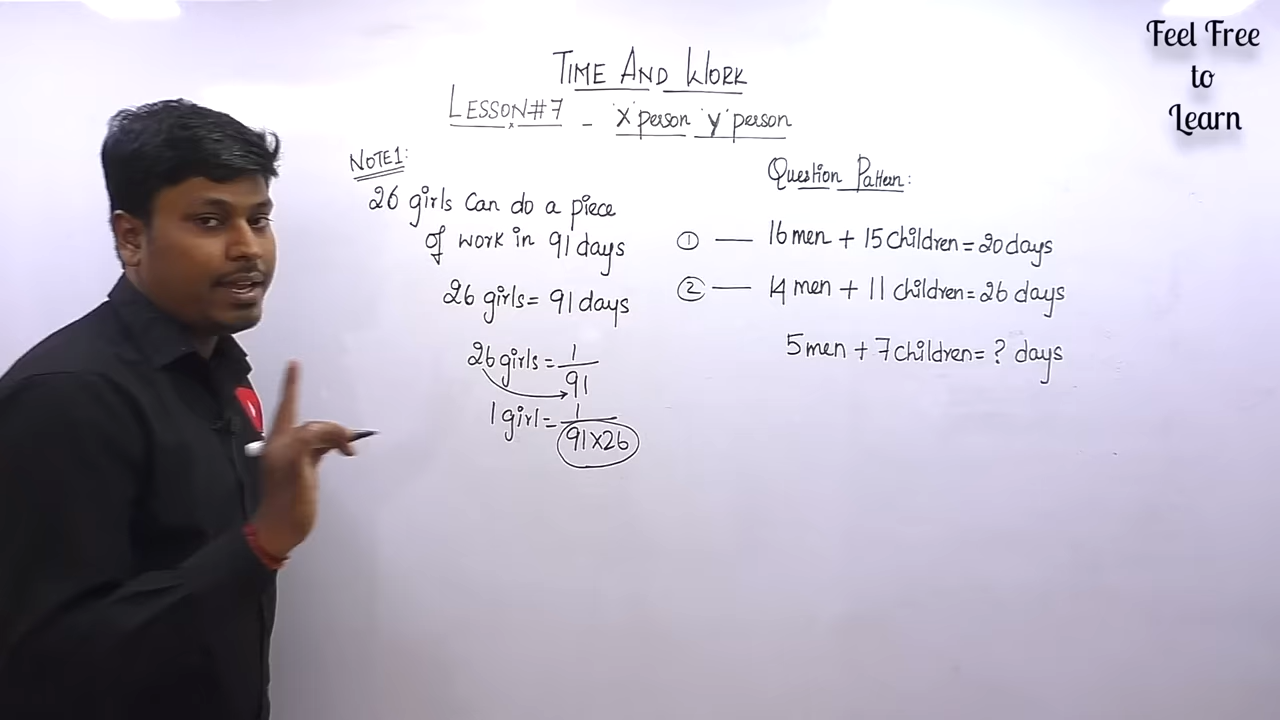 Feel Free
to
Learn
TIME AND WORK
LESSON#7 - 'X' person 'Y' person
NOTE1:
26 girls can do a piece
of work in 91 days
26 girls = 91 days
26 girls = 1/91
1 girl = 1/91x26
Question Pattern:
① — 16 men + 15 children = 20 days
② — 14 men + 11 children = 26 days
5 men + 7 children = ? days